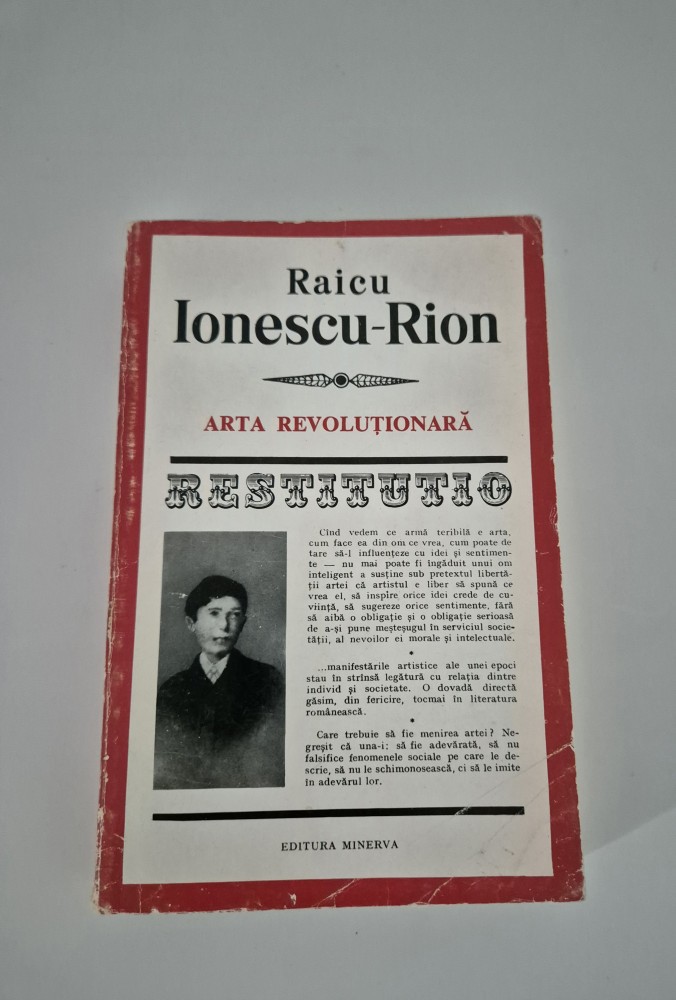 Raicu
Ionescu-Rion
ARTA REVOLUȚIONARĂ
RESTITUTIO
Cînd vedem ce armă teribilă e arta,
cum face ea din om ce vrea, cum poate de
tare să-l influențeze cu idei și sentimen-
te — nu mai poate fi îngăduit unui om
inteligent a susține sub pretextul libertă-
ții artei că artistul e liber să spună ce
vrea el, să inspire orice idei crede de cu-
viință, să sugereze orice sentimente, fără
să aibă o obligație și o obligație serioasă
de a-și pune meșteșugul în serviciul socie-
tății, al nevoilor ei morale și intelectuale.
*
...manifestările artistice ale unei epoci
stau în strînsă legătură cu relația dintre
individ și societate. O dovadă directă
găsim, din fericire, tocmai în literatura
românească.
*
Care trebuie să fie menirea artei? Ne-
greșit că una-i: să fie adevărată, să nu
falsifice fenomenele sociale pe care le de-
scrie, să nu le schimonosească, ci să le imite
în adevărul lor.
EDITURA MINERVA